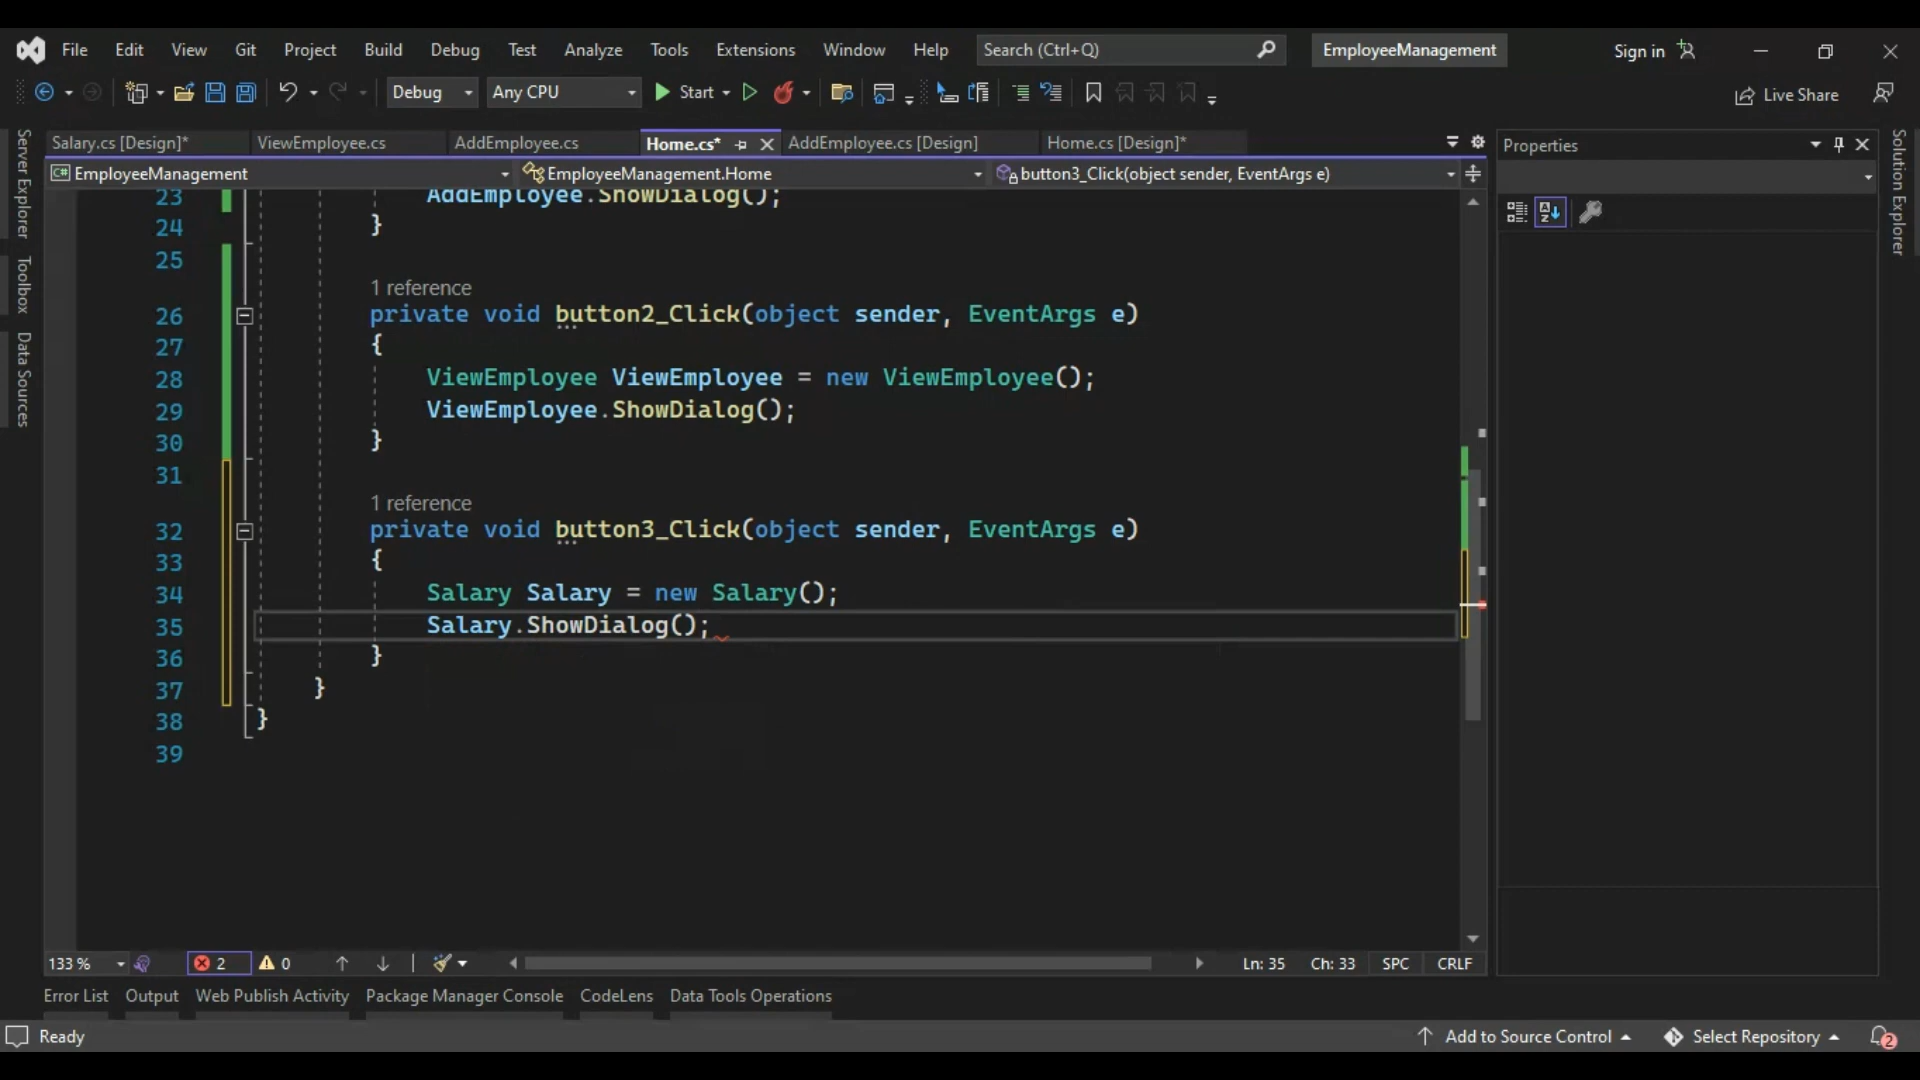 File Edit View Git Project Build Debug Test Analyze Tools Extensions Window Help Search (Ctrl+Q) EmployeeManagement Sign in
Debug Any CPU Start Live Share
Salary.cs [Design]* ViewEmployee.cs AddEmployee.cs Home.cs* AddEmployee.cs [Design] Home.cs [Design]* Properties
EmployeeManagement EmployeeManagement.Home button3_Click(object sender, EventArgs e)
Server Explorer
Toolbox
Data Sources
Solution Explorer
23 AddEmployee.ShowDialog();
24 }
25
1 reference
26 private void button2_Click(object sender, EventArgs e)
27 {
28 ViewEmployee ViewEmployee = new ViewEmployee();
29 ViewEmployee.ShowDialog();
30 }
31
1 reference
32 private void button3_Click(object sender, EventArgs e)
33 {
34 Salary Salary = new Salary();
35 Salary.ShowDialog();
36 }
37 }
38 }
39
133 % 2 0 Ln: 35 Ch: 33 SPC CRLF
Error List Output Web Publish Activity Package Manager Console CodeLens Data Tools Operations
Ready Add to Source Control Select Repository 2